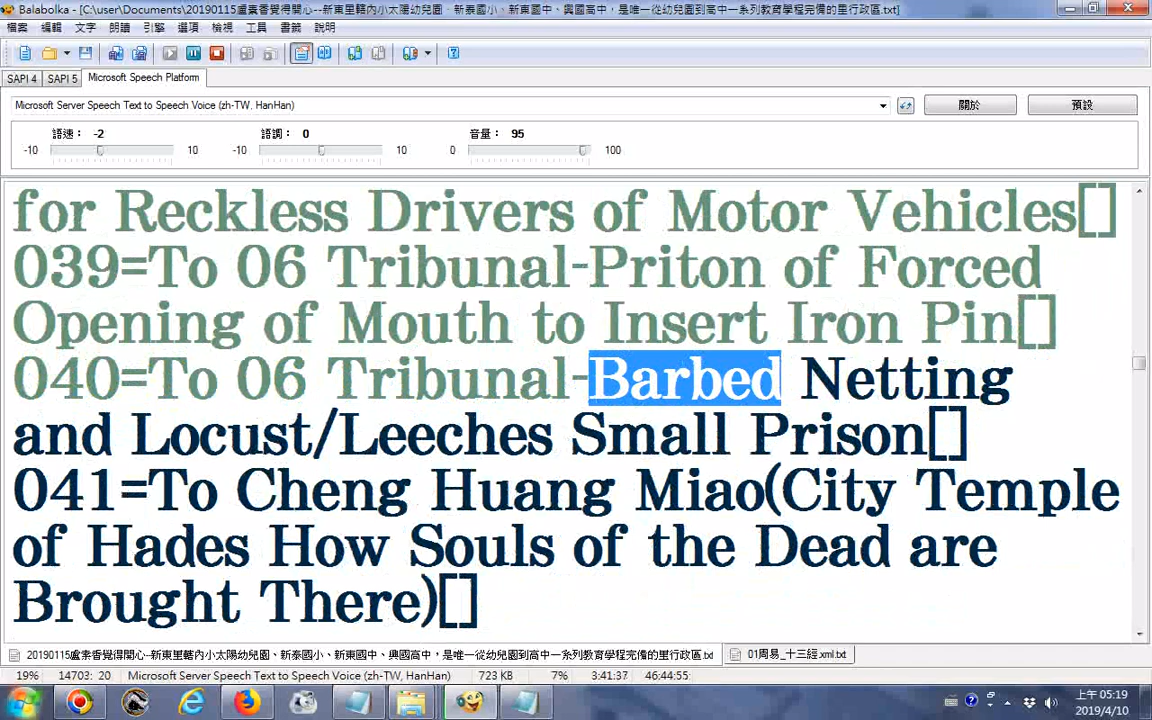 Balabolka - [C:\user\Documents\20190115盧素香覺得開心--新東里轄內小太陽幼兒園、新泰國小、新東國中、興國高中，是唯一從幼兒園到高中一系列教育學程完備的里行政區.txt]
檔案 編輯 文字 朗讀 引擎 選項 檢視 工具 書籤 說明
SAPI 4 SAPI 5 Microsoft Speech Platform
Microsoft Server Speech Text to Speech Voice (zh-TW, HanHan) 關於 預設
語速： -2 語調： 0 音量： 95
-10 10 -10 10 0 100
for Reckless Drivers of Motor Vehicles[]
039=To 06 Tribunal-Priton of Forced
Opening of Mouth to Insert Iron Pin[]
040=To 06 Tribunal-Barbed Netting
and Locust/Leeches Small Prison[]
041=To Cheng Huang Miao(City Temple
of Hades How Souls of the Dead are
Brought There)[]
20190115盧素香覺得開心--新東里轄內小太陽幼兒園、新泰國小、新東國中、興國高中，是唯一從幼兒園到高中一系列教育學程完備的里行政區.txt 01周易_十三經.xml.txt
19% 14703: 20 Microsoft Server Speech Text to Speech Voice (zh-TW, HanHan) 723 KB 7% 3:41:37 46:44:55
上午 05:19
2019/4/10